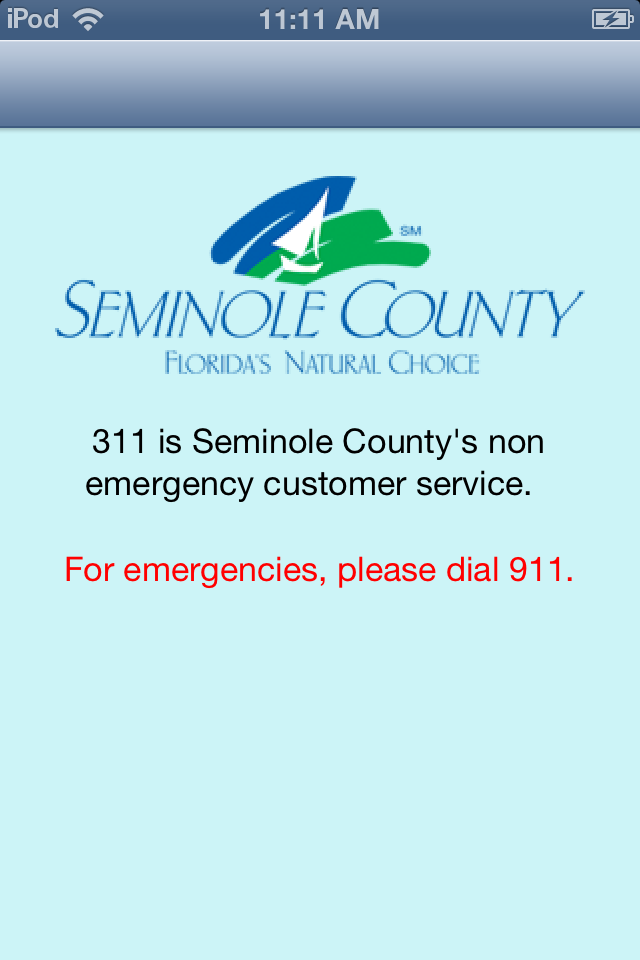 iPod 11:11 AM
SM
SEMINOLE COUNTY
FLORIDA'S NATURAL CHOICE
311 is Seminole County's non
emergency customer service.
For emergencies, please dial 911.